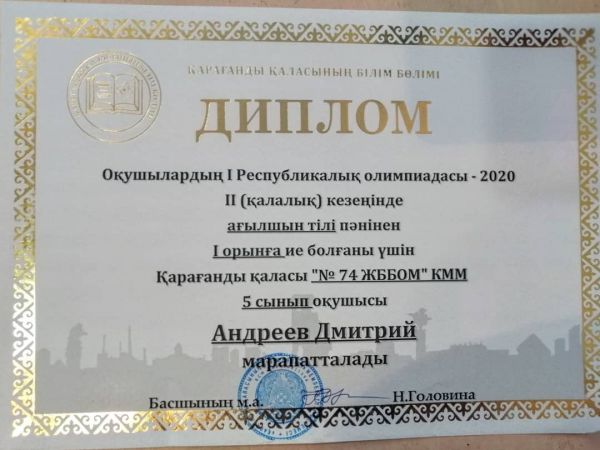 ҚАРАҒАНДЫ ҚАЛАСЫНЫҢ БІЛІМ БӨЛІМІ
ДИПЛОМ
Оқушылардың I Республикалық олимпиадасы - 2020
II (қалалық) кезеңінде
ағылшын тілі пәнінен
I орынға ие болғаны үшін
Қарағанды қаласы "№ 74 ЖББОМ" КММ
5 сынып оқушысы
Андреев Дмитрий
марапатталады
Басшының м.а. Н.Головина